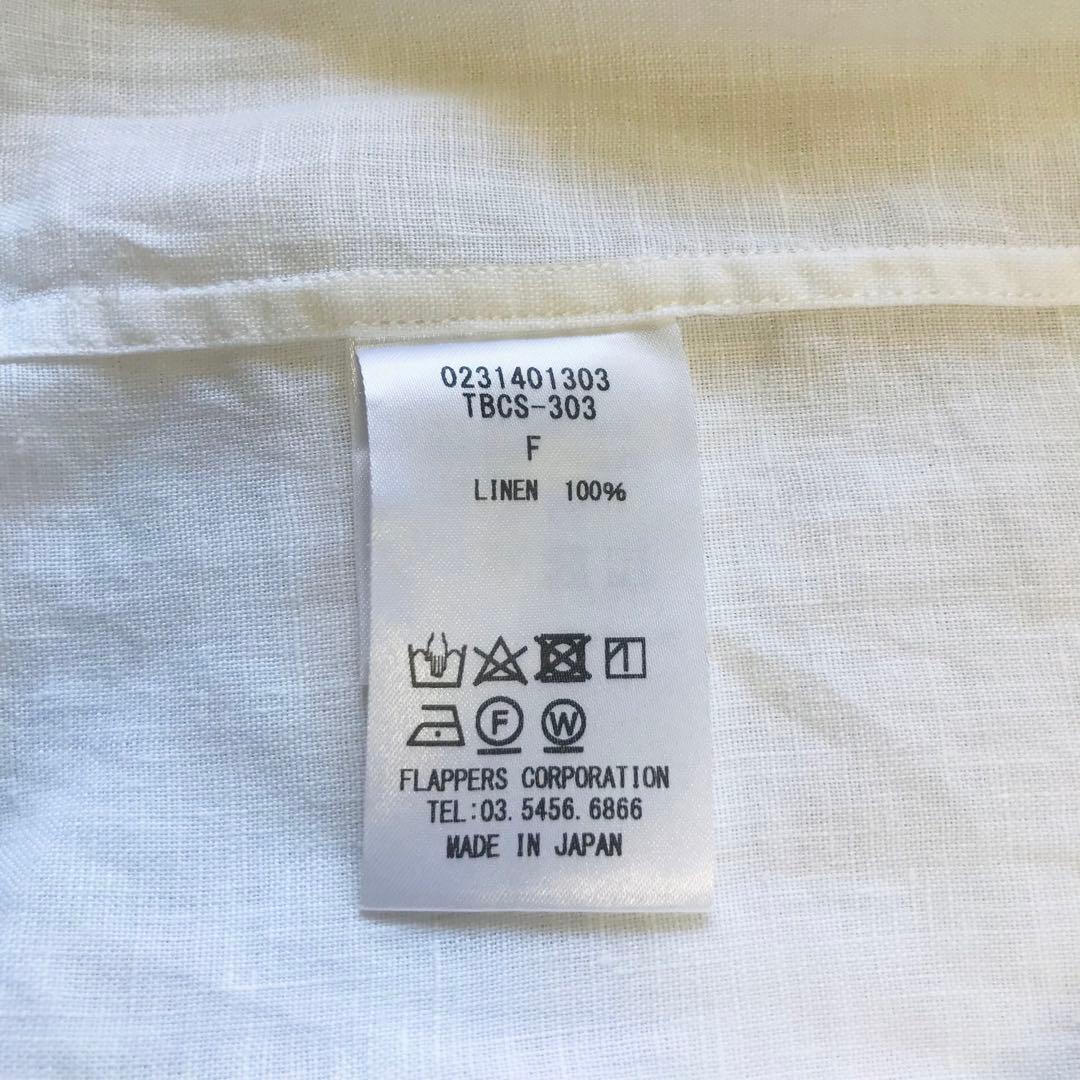 0231401303
TBCS-303
F
LINEN 100%
F W
FLAPPERS CORPORATION
TEL:03.5456.6866
MADE IN JAPAN